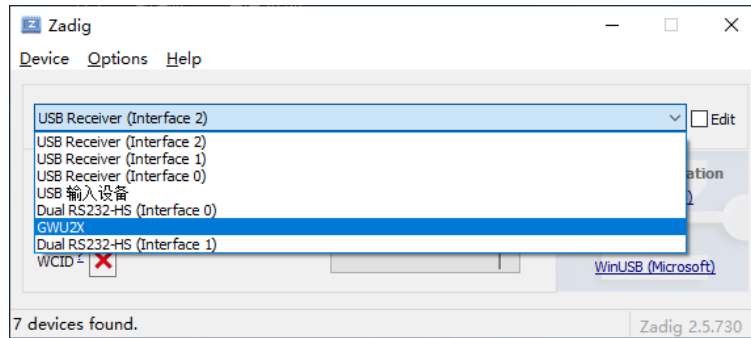 Zadig
Device Options Help
USB Receiver (Interface 2)
Edit
USB Receiver (Interface 2)
USB Receiver (Interface 1)
USB Receiver (Interface 0)
USB 输入设备
Dual RS232-HS (Interface 0)
GWU2X
Dual RS232-HS (Interface 1)
ation
WCID ?
WinUSB (Microsoft)
7 devices found.
Zadig 2.5.730